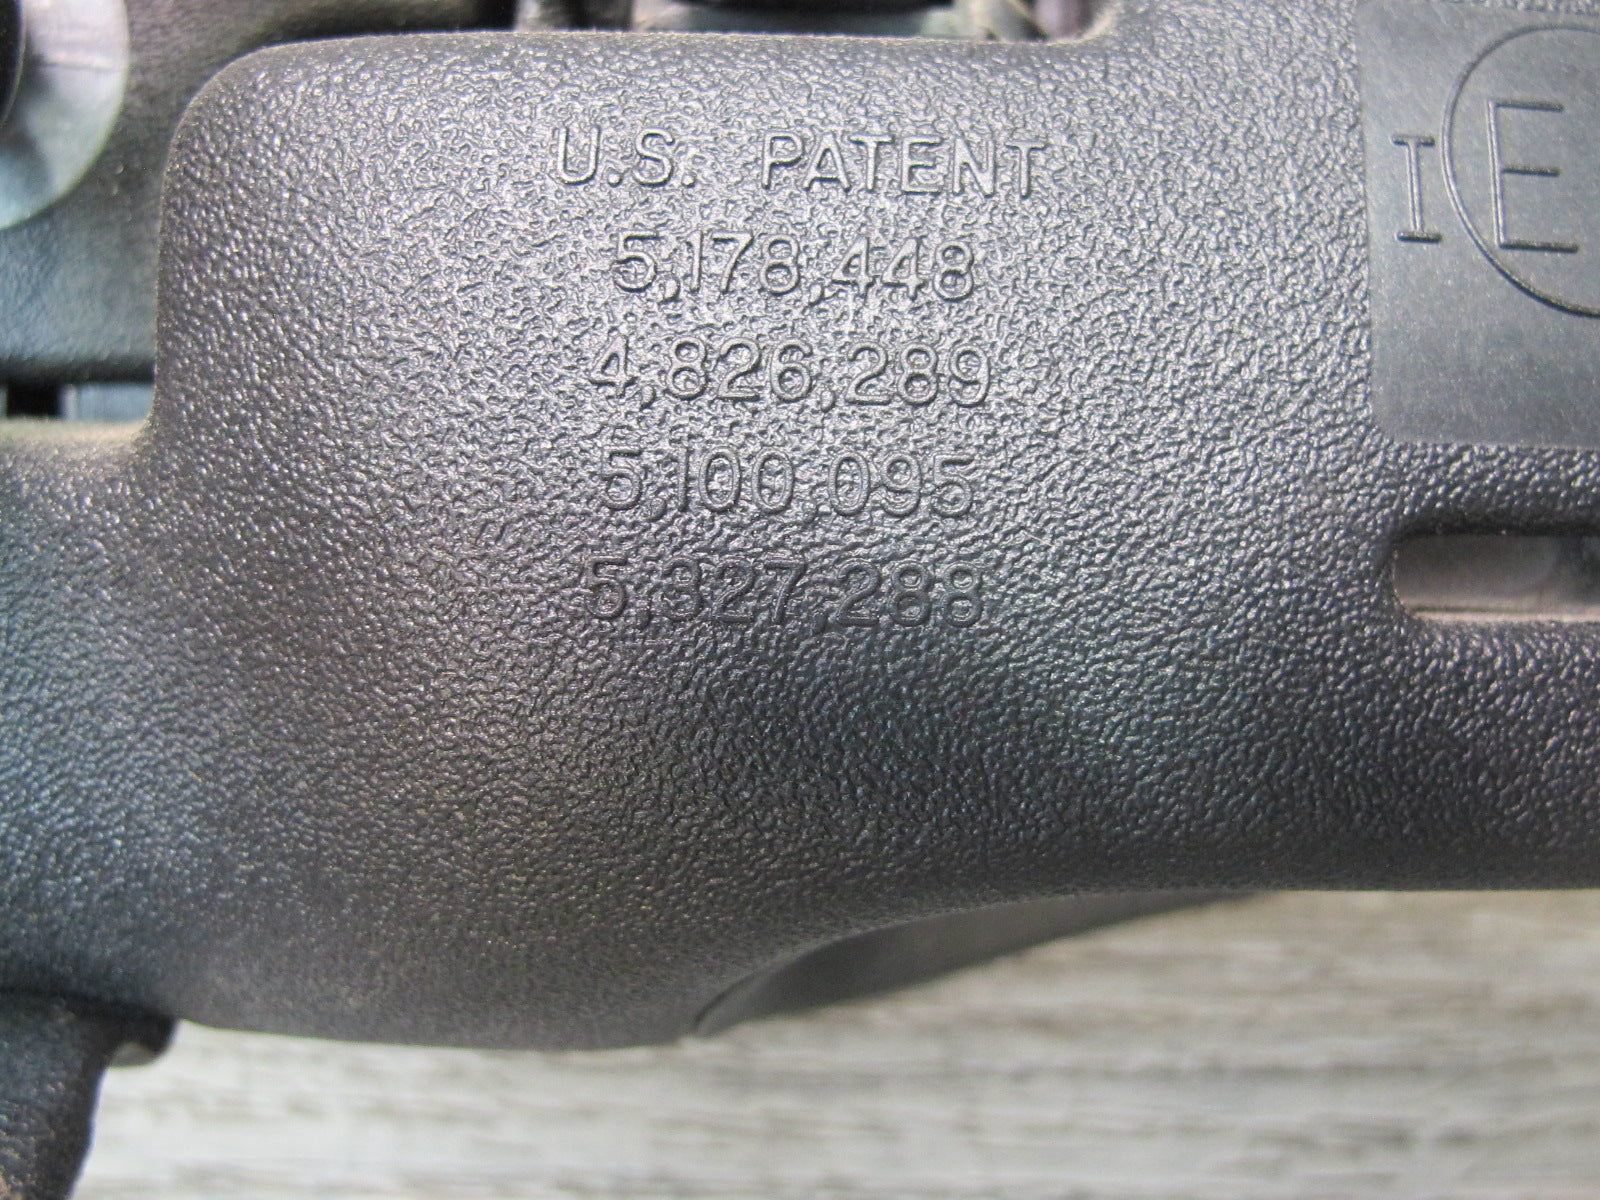 U.S. PATENT
5,178,448
4,826,289
5,100,095
5,327,288
I E